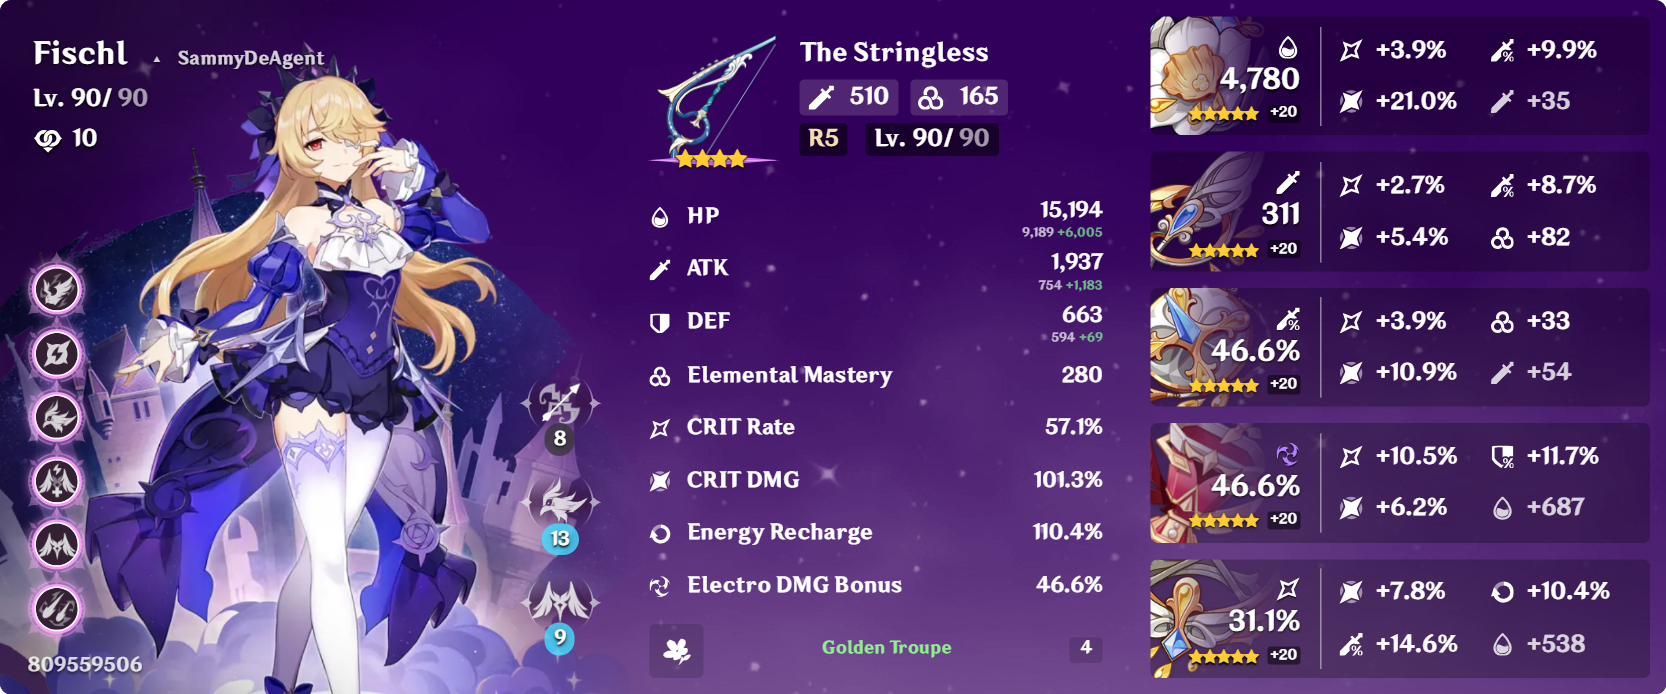 Fischl ▲ SammyDeAgent
Lv. 90/ 90
10
8
13
9
809559506
The Stringless
510 165
R5 Lv. 90/ 90
HP 15,194
9,189 +6,005
ATK 1,937
754 +1,183
DEF 663
594 +69
Elemental Mastery 280
CRIT Rate 57.1%
CRIT DMG 101.3%
Energy Recharge 110.4%
Electro DMG Bonus 46.6%
Golden Troupe 4
4,780
+20
+3.9% +9.9%
+21.0% +35
311
+20
+2.7% +8.7%
+5.4% +82
46.6%
+20
+3.9% +33
+10.9% +54
46.6%
+20
+10.5% +11.7%
+6.2% +687
31.1%
+20
+7.8% +10.4%
+14.6% +538